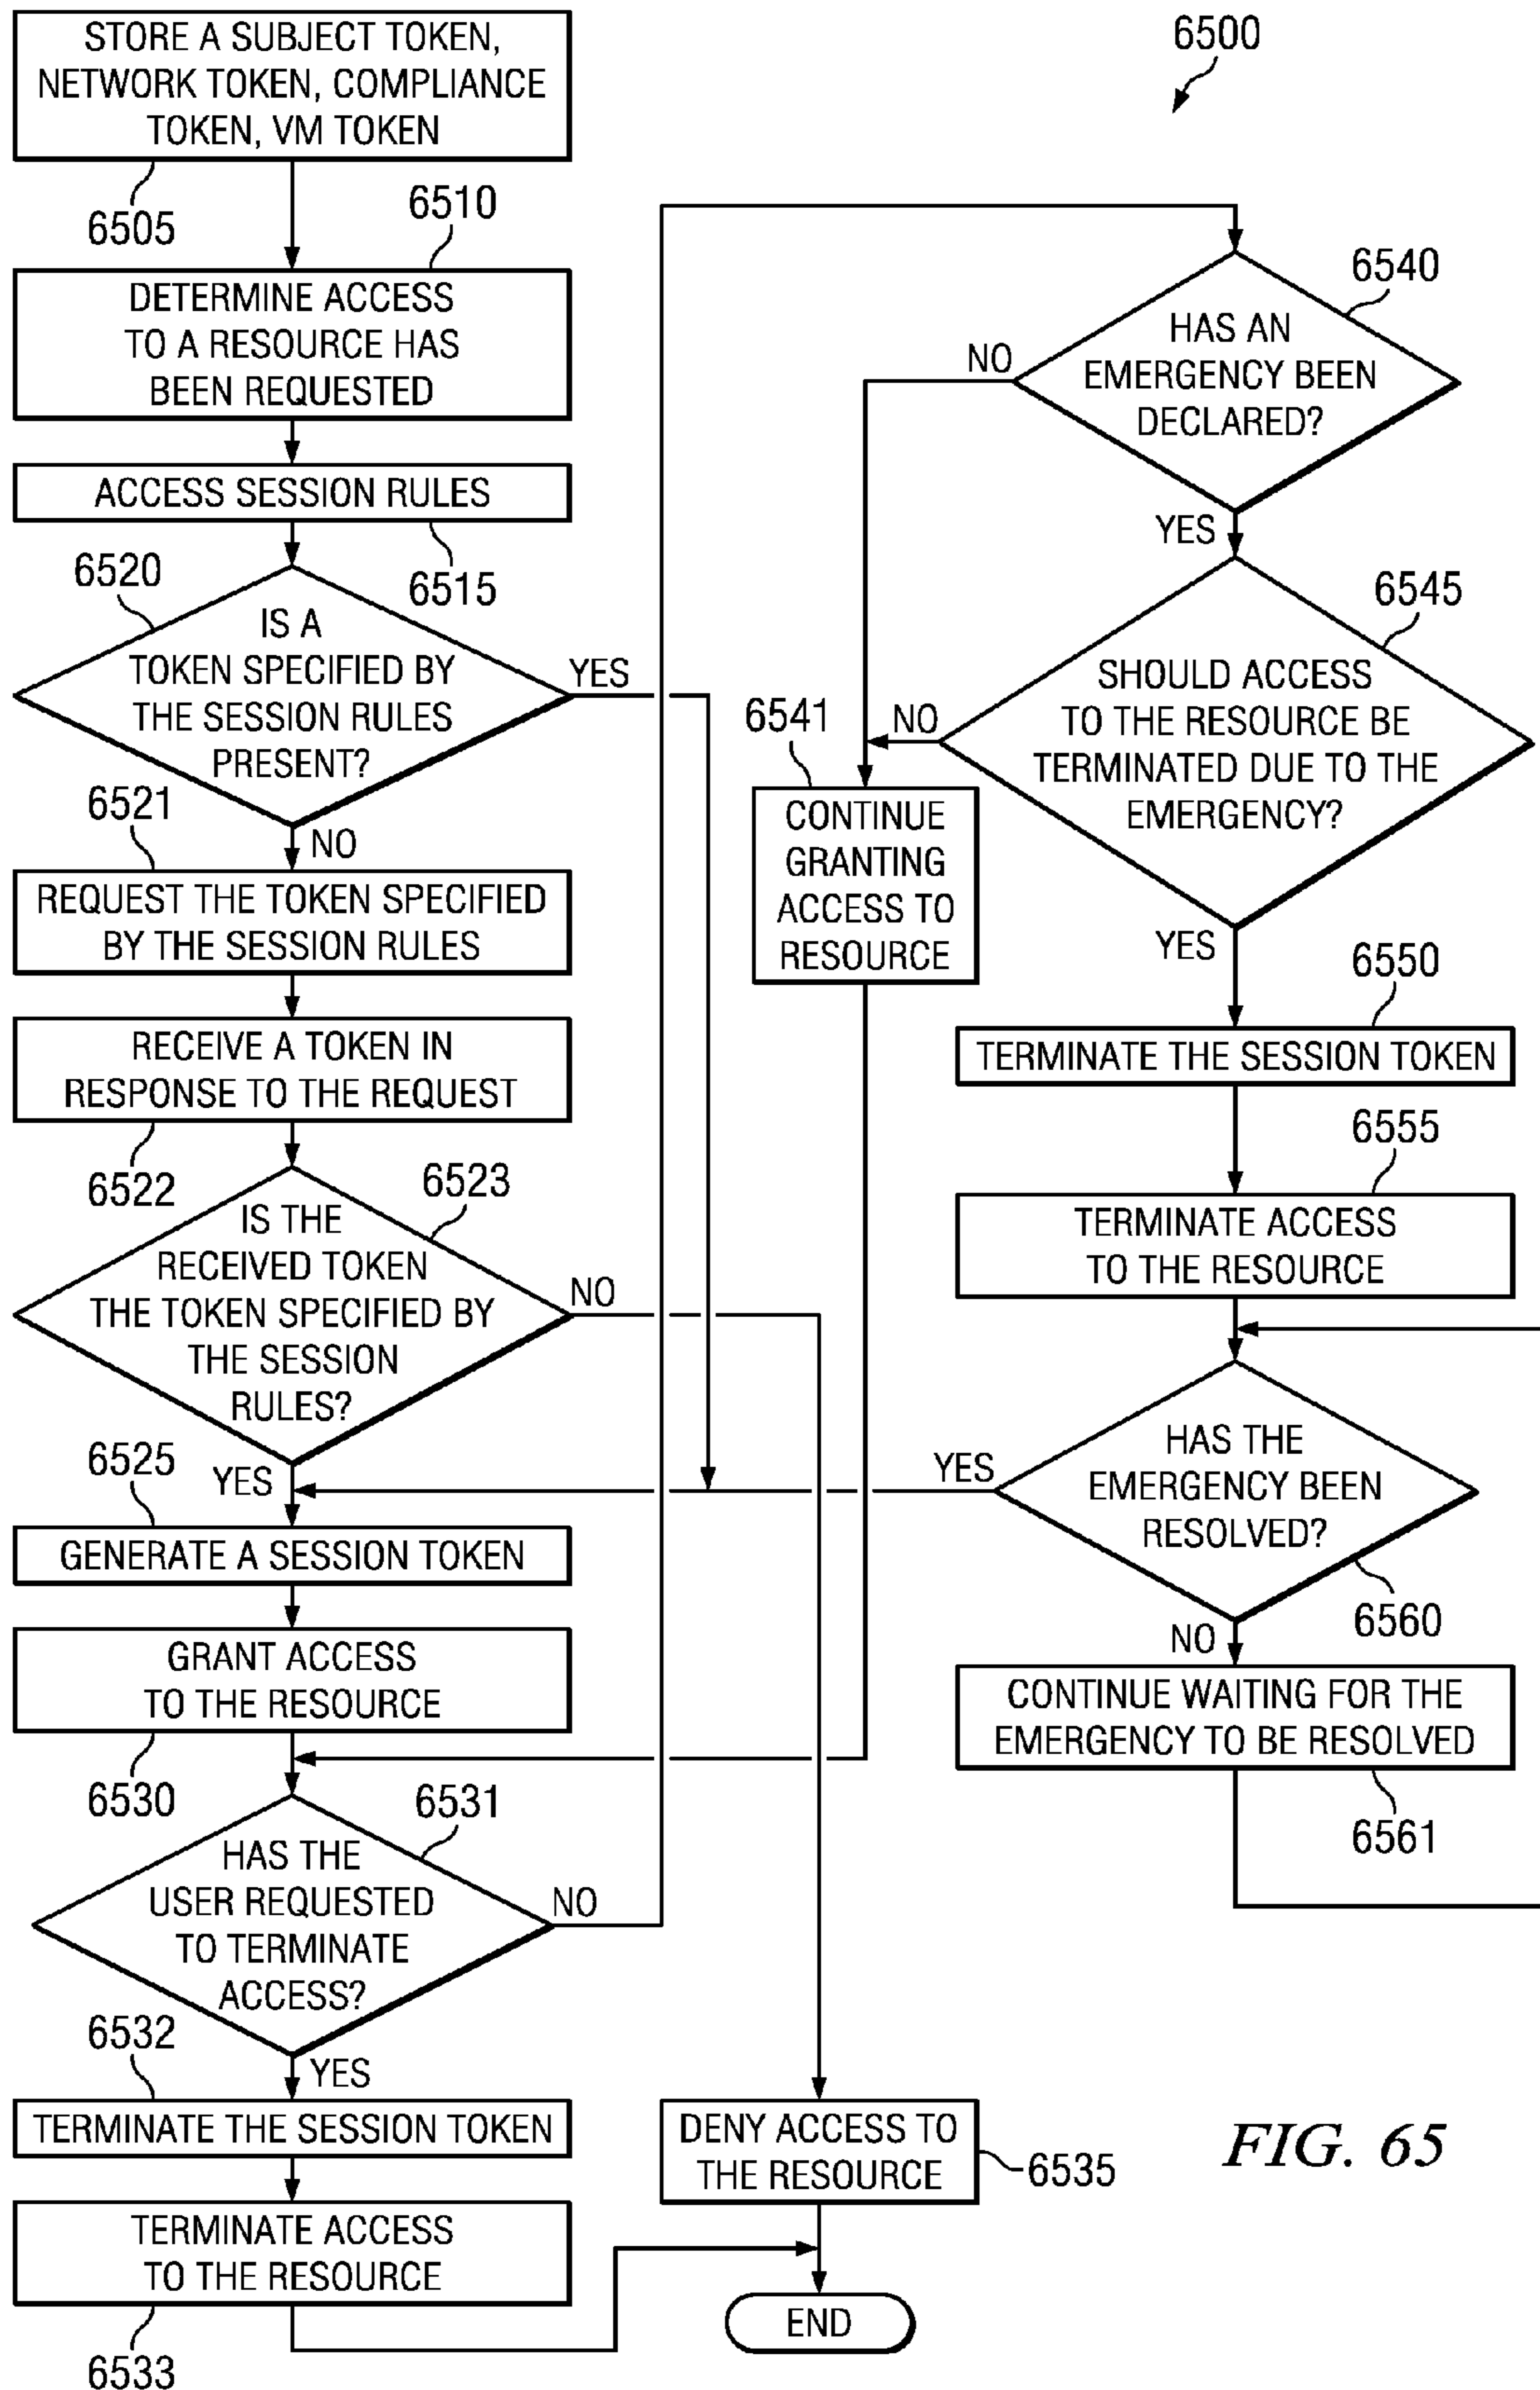 STORE A SUBJECT TOKEN,
NETWORK TOKEN, COMPLIANCE
TOKEN, VM TOKEN
6505
6510
DETERMINE ACCESS
TO A RESOURCE HAS
BEEN REQUESTED
ACCESS SESSION RULES
6515
6520
IS A
TOKEN SPECIFIED BY
THE SESSION RULES
PRESENT?
YES
NO
6521
REQUEST THE TOKEN SPECIFIED
BY THE SESSION RULES
RECEIVE A TOKEN IN
RESPONSE TO THE REQUEST
6522
6523
IS THE
RECEIVED TOKEN
THE TOKEN SPECIFIED BY
THE SESSION
RULES?
NO
YES
6525
GENERATE A SESSION TOKEN
GRANT ACCESS
TO THE RESOURCE
6530
6531
HAS THE
USER REQUESTED
TO TERMINATE
ACCESS?
NO
YES
6532
TERMINATE THE SESSION TOKEN
TERMINATE ACCESS
TO THE RESOURCE
6533
6500
6540
HAS AN
EMERGENCY BEEN
DECLARED?
NO
YES
6545
SHOULD ACCESS
TO THE RESOURCE BE
TERMINATED DUE TO THE
EMERGENCY?
NO
YES
6541
CONTINUE
GRANTING
ACCESS TO
RESOURCE
6550
TERMINATE THE SESSION TOKEN
6555
TERMINATE ACCESS
TO THE RESOURCE
HAS THE
EMERGENCY BEEN
RESOLVED?
YES
6560
NO
CONTINUE WAITING FOR THE
EMERGENCY TO BE RESOLVED
6561
DENY ACCESS TO
THE RESOURCE
6535
END
FIG. 65